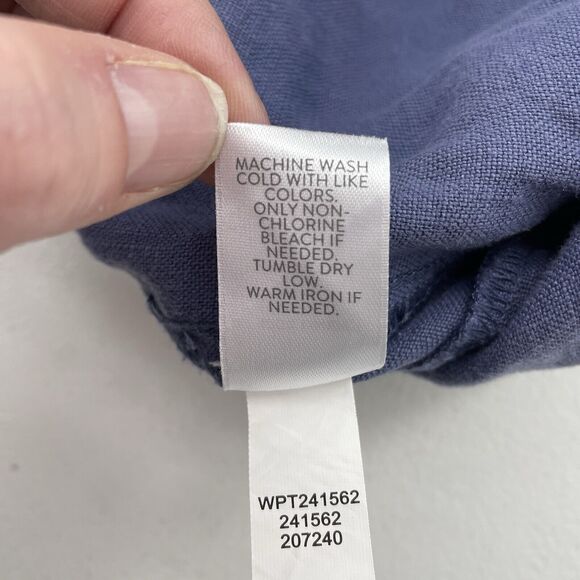 MACHINE WASH
COLD WITH LIKE
COLORS.
ONLY NON-
CHLORINE
BLEACH IF
NEEDED.
TUMBLE DRY
LOW.
WARM IRON IF
NEEDED.
WPT241562
241562
207240